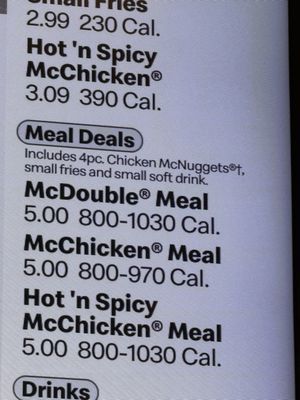 Small Fries
2.99 230 Cal.
Hot 'n Spicy
McChicken®
3.09 390 Cal.
Meal Deals
Includes 4pc. Chicken McNuggets®†,
small fries and small soft drink.
McDouble® Meal
5.00 800-1030 Cal.
McChicken® Meal
5.00 800-970 Cal.
Hot 'n Spicy
McChicken® Meal
5.00 800-1030 Cal.
Drinks